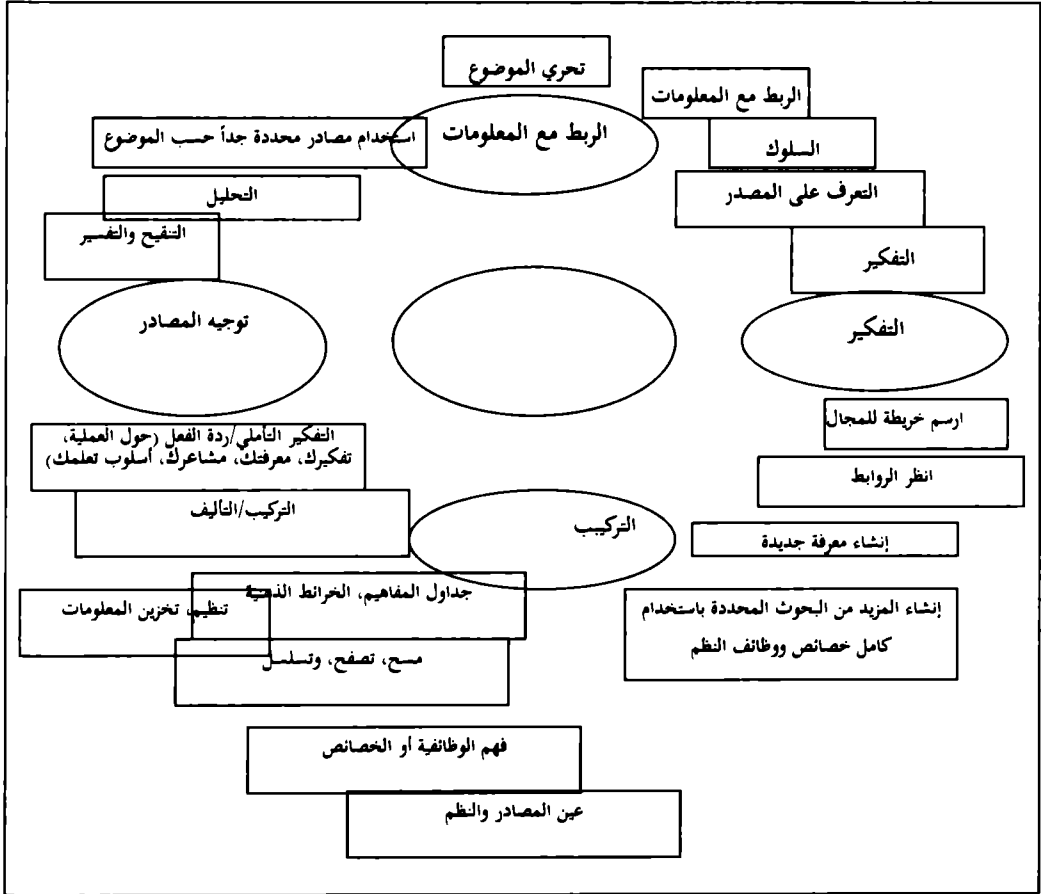 تحري الموضوع
الربط مع المعلومات
الربط مع المعلومات
استخدام مصادر محددة جداً حسب الموضوع
السلوك
التحليل
التعرف على المصدر
التنقيح والتفسير
التفكير
توجيه المصادر
التفكير
ارسم خريطة للمجال
التفكير التأملي/ردة الفعل (حول العملية،
تفكيرك، معرفتك، مشاعرك، أسلوب تعلمك)
انظر الروابط
التركيب/التأليف
التركييب
إنشاء معرفة جديدة
جداول المفاهيم، الخرائط الذهنية
تنظيم، تخزين المعلومات
إنشاء المزيد من البحوث المحددة باستخدام
كامل خصائص ووظائف النظم
مسح، تصفح، وتسلسل
فهم الوظائفية أو الخصائص
عين المصادر والنظم